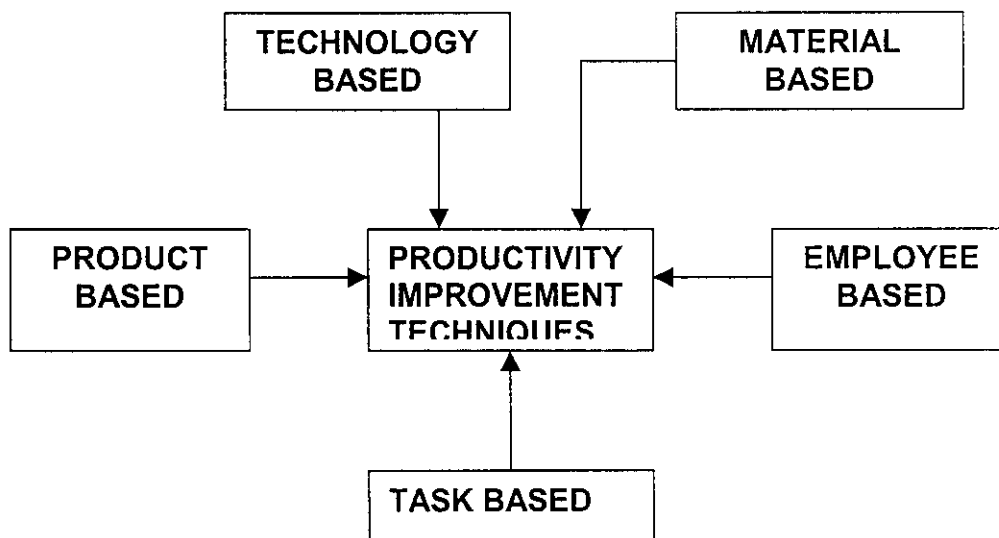 TECHNOLOGY
BASED
MATERIAL
BASED
PRODUCT
BASED
PRODUCTIVITY
IMPROVEMENT
TECHNIQUES
EMPLOYEE
BASED
TASK BASED